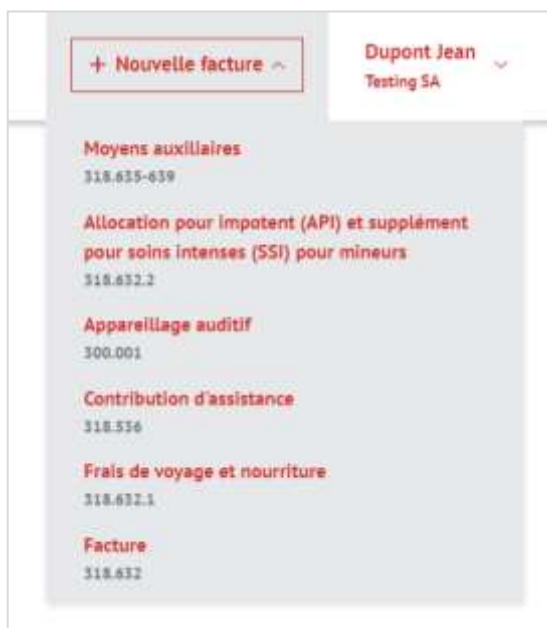 + Nouvelle facture
Dupont Jean
Testing SA
Moyens auxiliaires
318.635-639
Allocation pour impotent (API) et supplément
pour soins intenses (SSI) pour mineurs
318.632.2
Appareillage auditif
300.001
Contribution d'assistance
318.536
Frais de voyage et nourriture
318.632.1
Facture
318.632